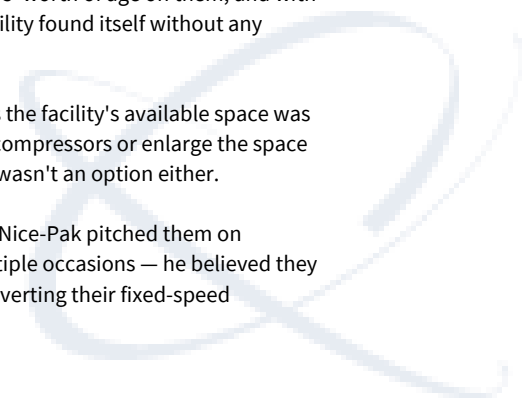 worth of age on them, and with
ility found itself without any
the facility's available space was
compressors or enlarge the space
wasn't an option either.
Nice-Pak pitched them on
tiple occasions — he believed they
verting their fixed-speed